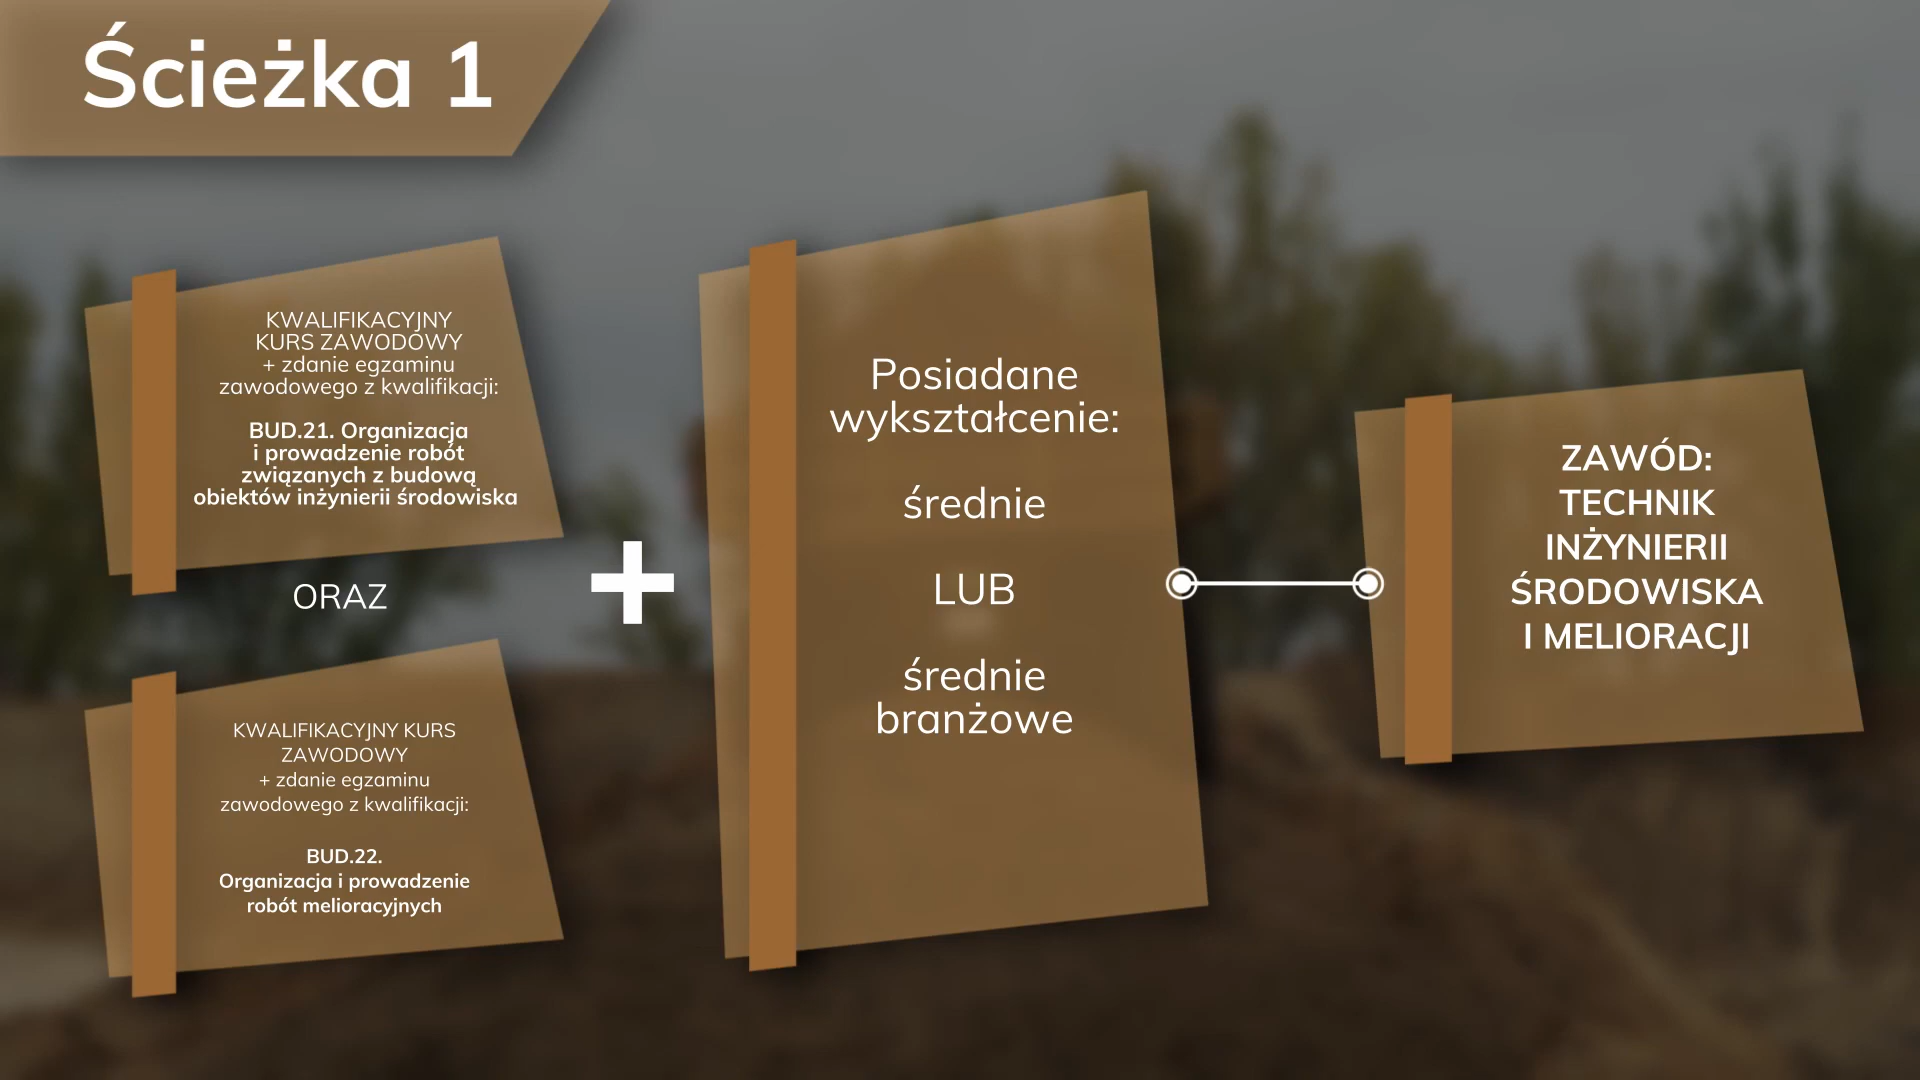 Ścieżka 1
KWALIFIKACYJNY
KURS ZAWODOWY
+ zdanie egzaminu
zawodowego z kwalifikacji:
BUD.21. Organizacja
i prowadzenie robót
związanych z budową
obiektów inżynierii środowiska
ORAZ
KWALIFIKACYJNY KURS
ZAWODOWY
+ zdanie egzaminu
zawodowego z kwalifikacji:
BUD.22.
Organizacja i prowadzenie
robót melioracyjnych
+
Posiadane
wykształcenie:
średnie
LUB
średnie
branżowe
ZAWÓD:
TECHNIK
INŻYNIERII
ŚRODOWISKA
I MELIORACJI